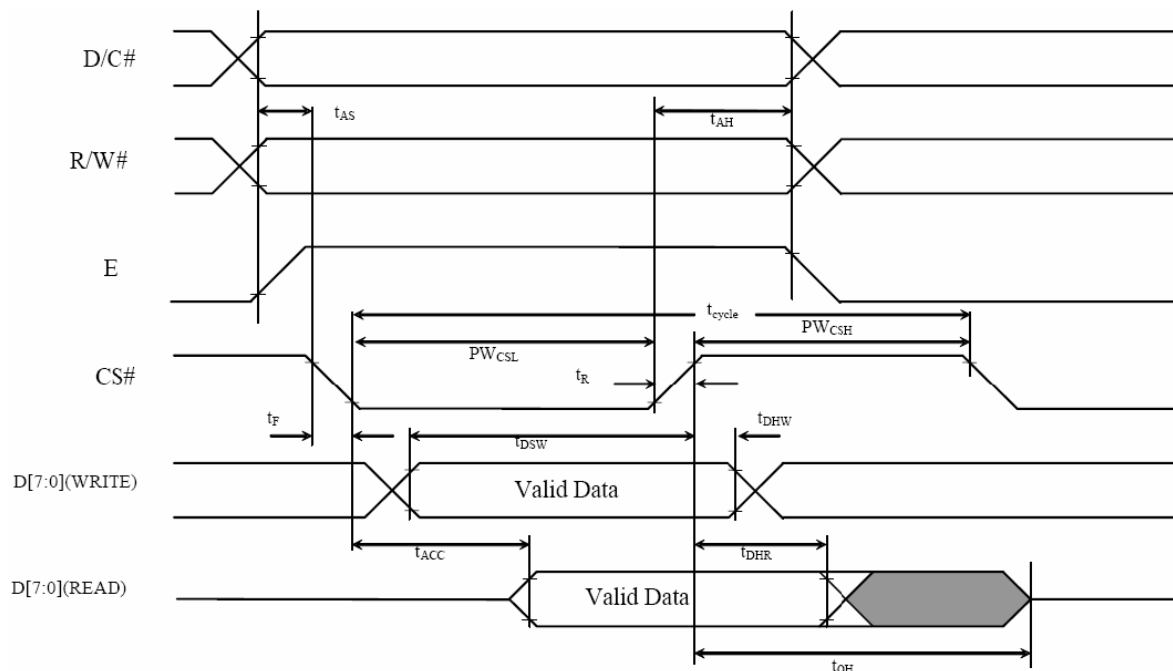 D/C#
tAS
tAH
R/W#
E
tcycle
PWCSL
PWCSH
CS#
tR
tF
tDSW
tDHW
D[7:0](WRITE)
Valid Data
tACC
tDHR
D[7:0](READ)
Valid Data
tOH